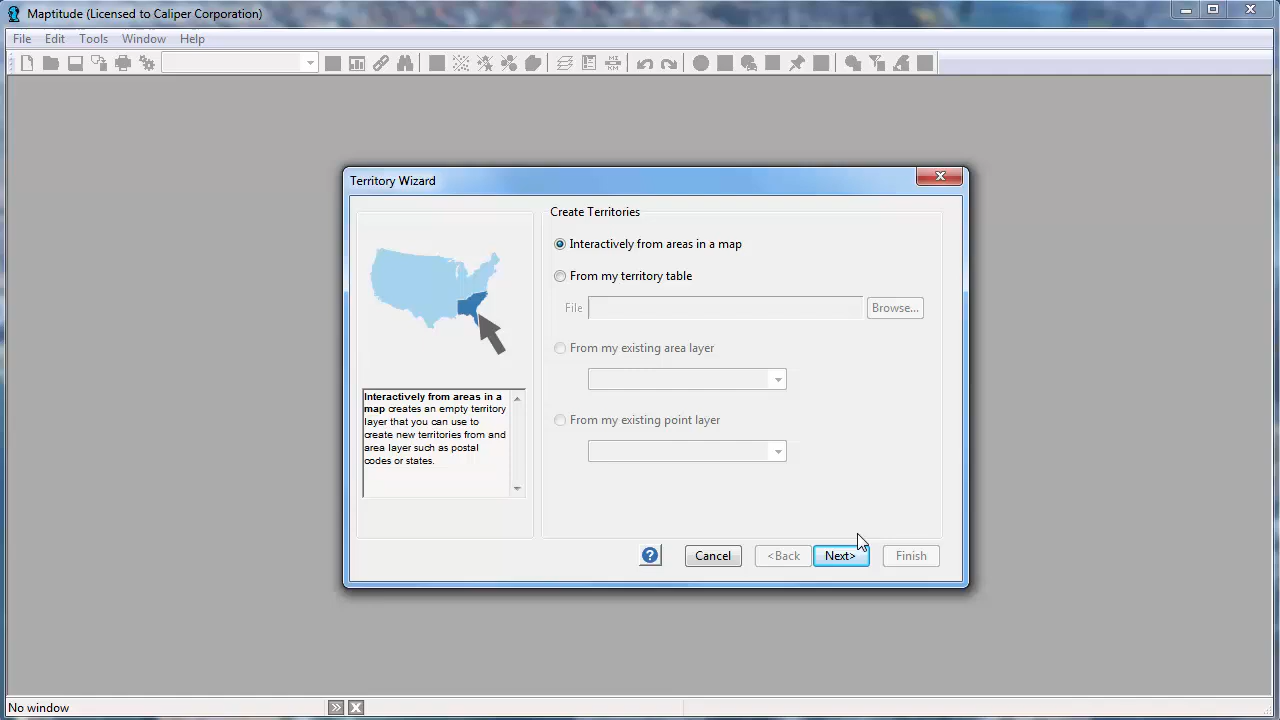 Maptitude (Licensed to Caliper Corporation)
File Edit Tools Window Help
MI
KM
Territory Wizard
Create Territories
Interactively from areas in a map
From my territory table
File Browse...
From my existing area layer
From my existing point layer
Interactively from areas in a
map creates an empty territory
layer that you can use to
create new territories from and
area layer such as postal
codes or states.
? Cancel <Back Next> Finish
No window